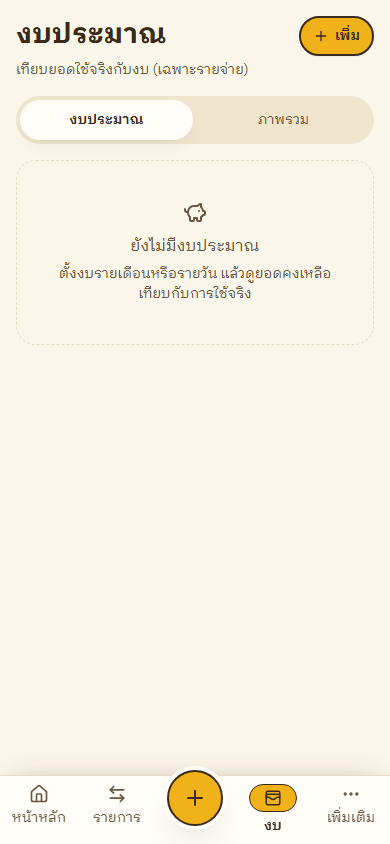 งบประมาณ
เพิ่ม
เทียบยอดใช้จริงกับงบ (เฉพาะรายจ่าย)
งบประมาณ
ภาพรวม
ยังไม่มีงบประมาณ
ตั้งงบรายเดือนหรือรายวัน แล้วดูยอดคงเหลือ
เทียบกับการใช้จริง
หน้าหลัก
รายการ
งบ
เพิ่มเติม